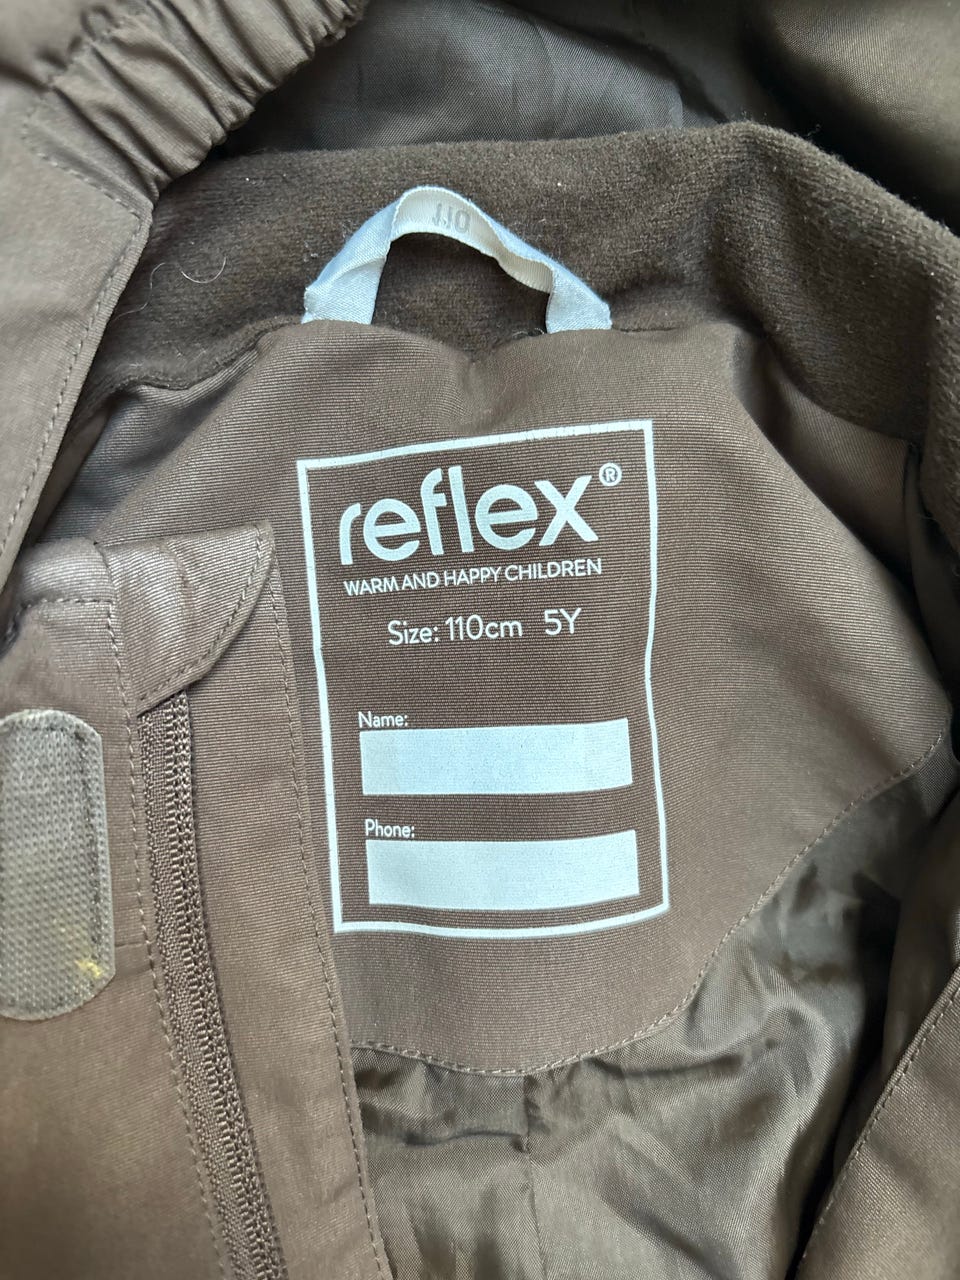 110
reflex®
WARM AND HAPPY CHILDREN
Size: 110cm 5Y
Name:
Phone: